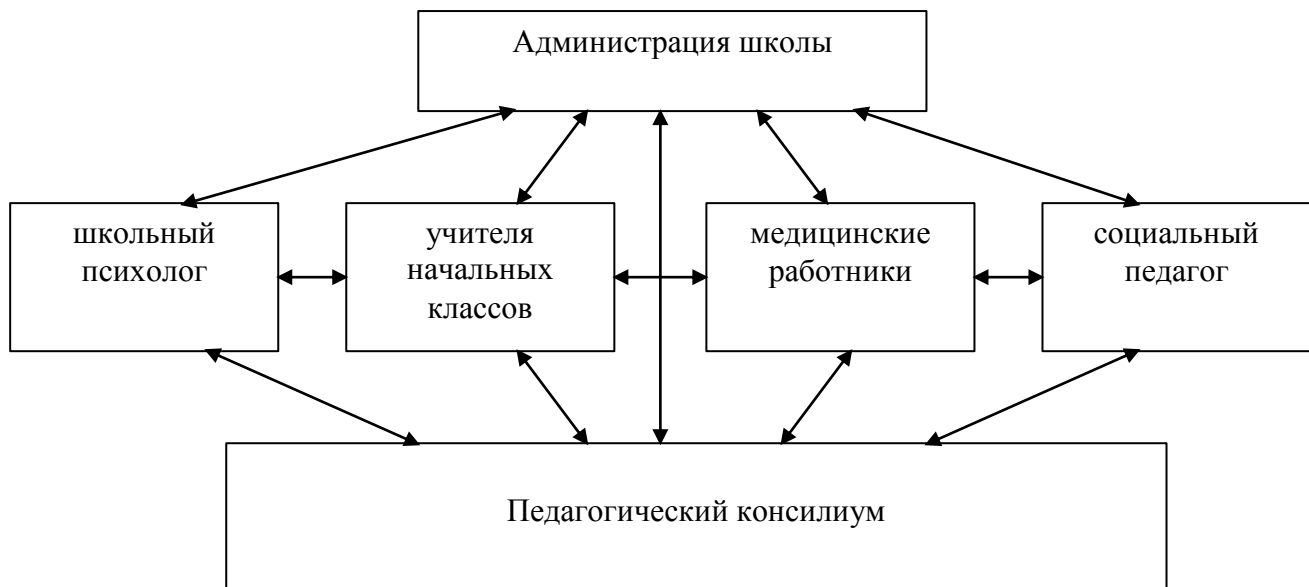 Администрация школы
школьный
психолог
учителя
начальных
классов
медицинские
работники
социальный
педагог
Педагогический консилиум